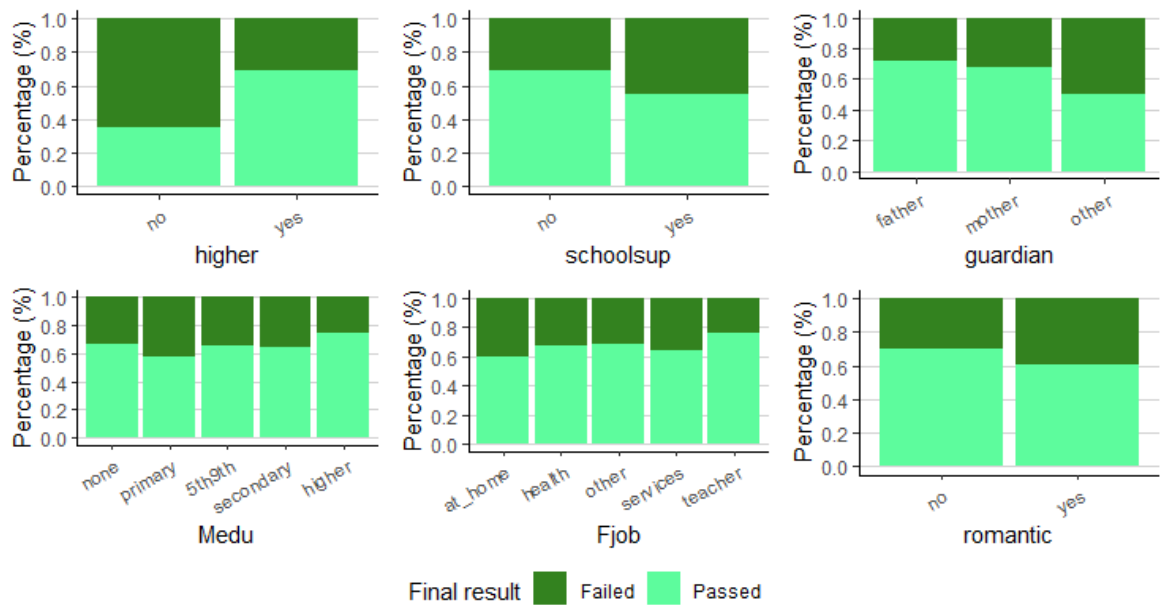 Percentage (%)
1.0
0.8
0.6
0.4
0.2
0.0
no
yes
higher
Percentage (%)
1.0
0.8
0.6
0.4
0.2
0.0
no
yes
schoolsup
Percentage (%)
1.0
0.8
0.6
0.4
0.2
0.0
father
mother
other
guardian
Percentage (%)
1.0
0.8
0.6
0.4
0.2
0.0
none
primary
5th9th
secondary
higher
Medu
Percentage (%)
1.0
0.8
0.6
0.4
0.2
0.0
at_home
health
other
services
teacher
Fjob
Percentage (%)
1.0
0.8
0.6
0.4
0.2
0.0
no
yes
romantic
Final result Failed Passed